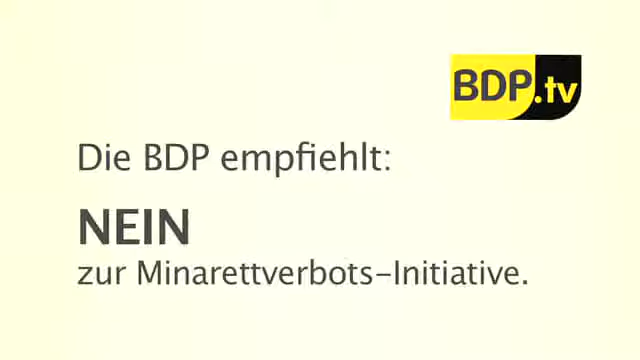 BDP.tv
Die BDP empfiehlt:
NEIN
zur Minarettverbots-Initiative.